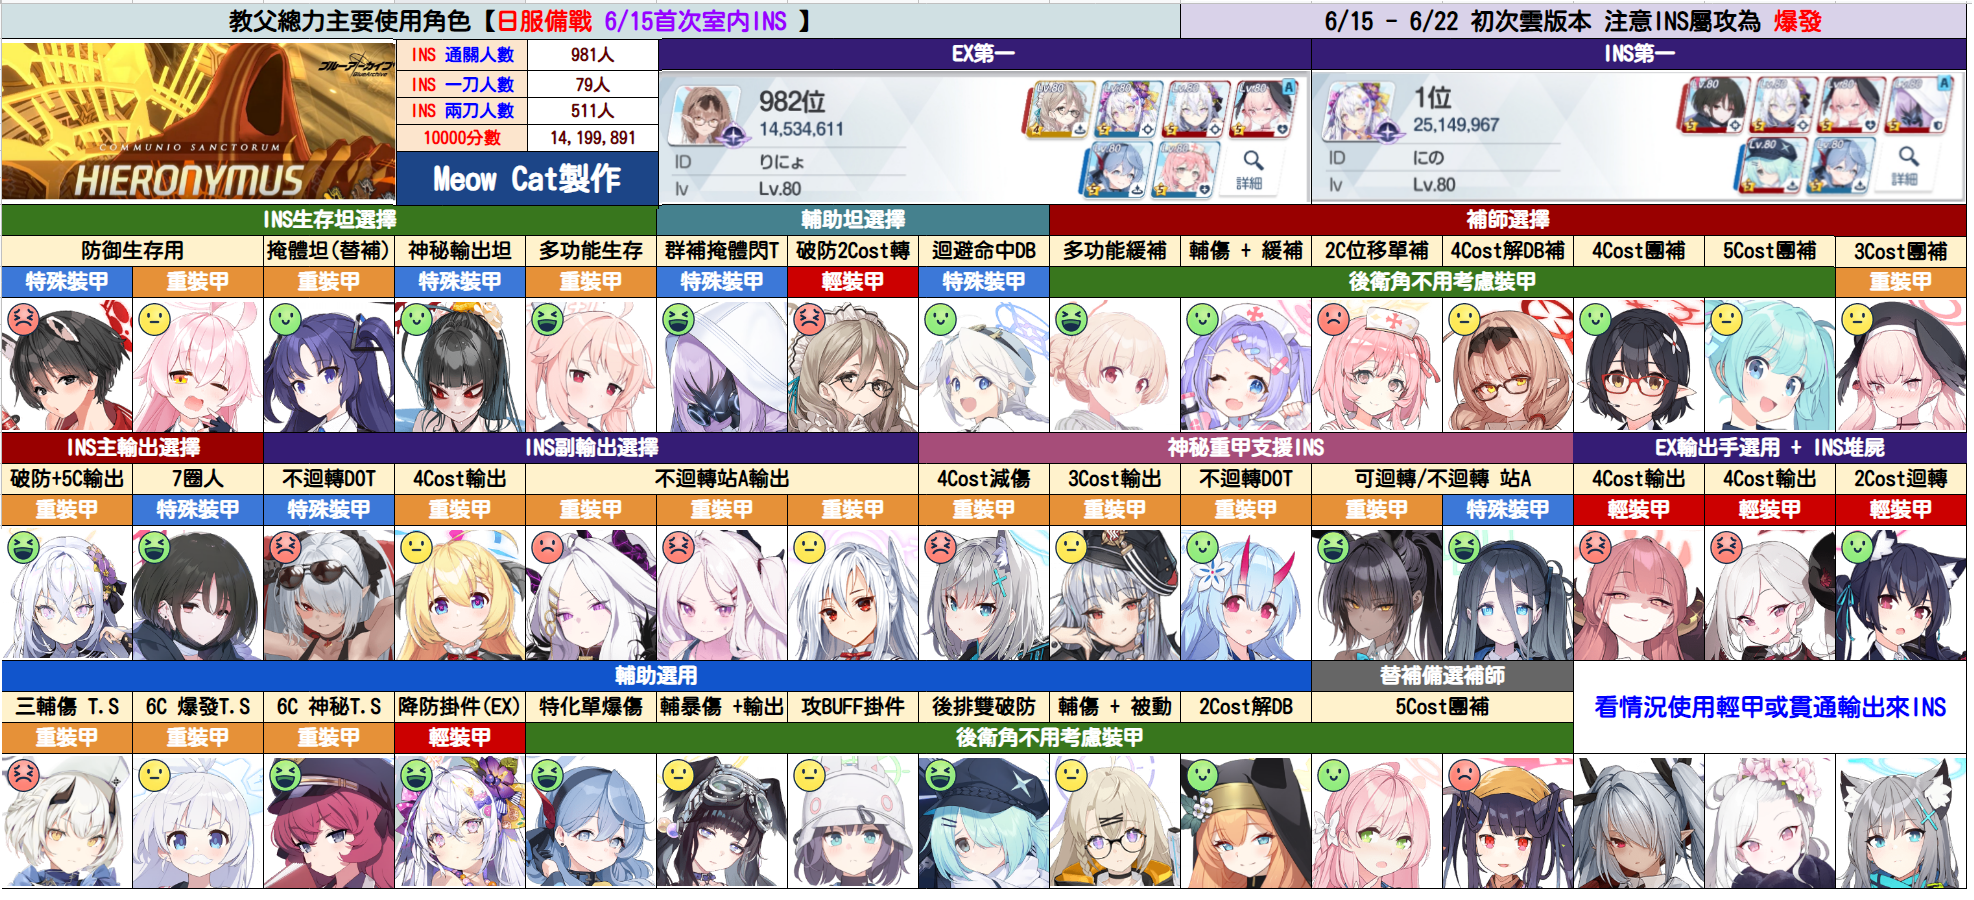 教父總力主要使用角色【日服備戰 6/15首次室內INS 】
6/15 - 6/22 初次雲版本 注意INS屬攻為 爆發
ブルーアーカイブ
BlueArchive
COMMUNIO SANCTORUM
HIERONYMUS
INS 通關人數 981人
INS 一刀人數 79人
INS 兩刀人數 511人
10000分數 14,199,891
Meow Cat製作
EX第一
INS第一
982位
14,534,611
ID りにょ
lv Lv.80
Lv.80 Lv.80 Lv.80 Lv.80 A
Lv.80 Lv.80
詳細
1位
25,149,967
ID にの
lv Lv.80
Lv.80 Lv.80 Lv.80 Lv.80 A
Lv.80 Lv.80
詳細
INS生存坦選擇 輔助坦選擇 補師選擇
防御生存用 掩體坦(替補) 神秘輸出坦 多功能生存 群補掩體閃T 破防2Cost轉 迴避命中DB 多功能緩補 輔傷 + 緩補 2C位移單補 4Cost解DB補 4Cost團補 5Cost團補 3Cost團補
特殊裝甲 重裝甲 重裝甲 特殊裝甲 重裝甲 特殊裝甲 輕裝甲 特殊裝甲 後衛角不用考慮裝甲 重裝甲
INS主輸出選擇 INS副輸出選擇 神秘重甲支援INS EX輸出手選用 + INS堆屍
破防+5C輸出 7圈人 不迴轉DOT 4Cost輸出 不迴轉站A輸出 4Cost減傷 3Cost輸出 不迴轉DOT 可迴轉/不迴轉 站A 4Cost輸出 4Cost輸出 2Cost迴轉
重裝甲 特殊裝甲 特殊裝甲 重裝甲 重裝甲 重裝甲 重裝甲 重裝甲 重裝甲 重裝甲 重裝甲 特殊裝甲 輕裝甲 輕裝甲 輕裝甲
輔助選用 替補備選補師
三輔傷 T.S 6C 爆發T.S 6C 神秘T.S 降防掛件(EX) 特化單爆傷 輔暴傷 +輸出 攻BUFF掛件 後排雙破防 輔傷 + 被動 2Cost解DB 5Cost團補
看情況使用輕甲或貫通輸出來INS
重裝甲 重裝甲 重裝甲 輕裝甲 後衛角不用考慮裝甲